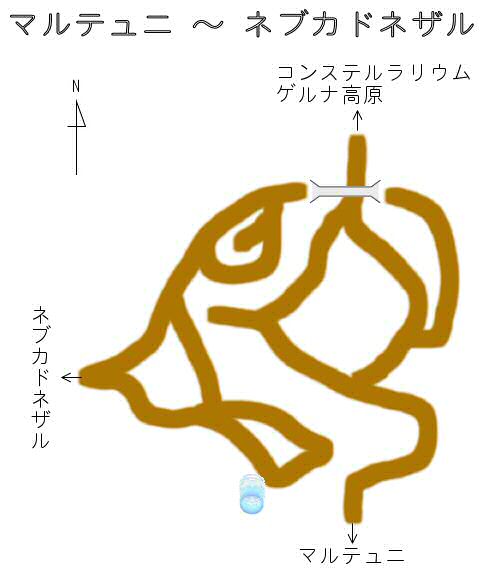 マルテュニ ～ ネブカドネザル
コンステルラリウム
ゲルナ高原
N
ネブカドネザル
マルテュニ